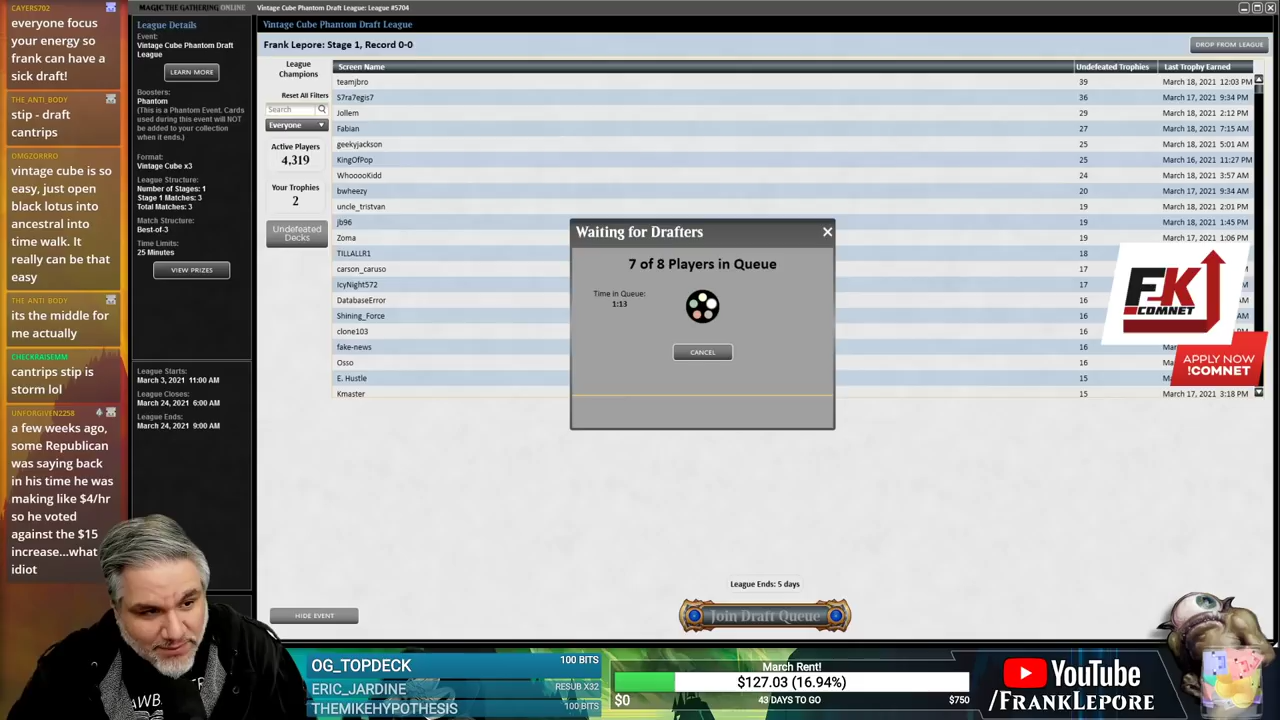 CAYERS702
everyone focus
your energy so
frank can have a
sick draft!
THE ANTI BODY
stip - draft
cantrips
OMGZORRRO
vintage cube is so
easy, just open
black lotus into
ancestral into
time walk. It
really can be that
easy
THE ANTI BODY
its the middle for
me actually
CHECKRAISEMM
cantrips stip is
storm lol
UNFORGIVEN2258
a few weeks ago,
some Republican
was saying back
in his time he was
making like $4/hr
so he voted
against the $15
increase...what
idiot
MAGIC THE GATHERING ONLINE
Vintage Cube Phantom Draft League: League #5704
League Details
Event:
Vintage Cube Phantom Draft
League
LEARN MORE
Boosters:
Phantom
(This is a Phantom Event. Cards
used during this event will NOT
be added to your collection
when it ends.)
Format:
Vintage Cube x3
League Structure:
Number of Stages: 1
Stage 1 Matches: 3
Total Matches: 3
Match Structure:
Best-of-3
Time Limits:
25 Minutes
VIEW PRIZES
League Starts:
March 3, 2021 11:00 AM
League Closes:
March 24, 2021 6:00 AM
League Ends:
March 24, 2021 9:00 AM
Vintage Cube Phantom Draft League
Frank Lepore: Stage 1, Record 0-0
DROP FROM LEAGUE
League
Champions
Reset All Filters
Search
Everyone
Active Players
4,319
Your Trophies
2
Undefeated
Decks
Screen Name Undefeated Trophies Last Trophy Earned
teamjbro 39 March 18, 2021 12:03 PM
S7ra7egis7 36 March 17, 2021 9:34 PM
Jollem 29 March 18, 2021 2:12 PM
Fabian 27 March 18, 2021 7:15 AM
geekyjackson 25 March 18, 2021 5:01 AM
KingOfPop 25 March 16, 2021 11:27 PM
WhooooKidd 24 March 18, 2021 3:57 AM
bwheezy 20 March 17, 2021 9:34 AM
uncle_tristvan 19 March 18, 2021 2:01 PM
jb96 19 March 18, 2021 1:45 PM
Zoma 19 March 17, 2021 1:06 PM
TILLALLR1 18
carson_caruso 17
IcyNight572 17
DatabaseError 16
Shining_Force 16
clone103 16
fake-news 16
Osso 16
E. Hustle 15
Kmaster 15 March 17, 2021 3:18 PM
Waiting for Drafters
7 of 8 Players in Queue
Time in Queue:
1:13
CANCEL
COMNET
APPLY NOW
!COMNET
League Ends: 5 days
HIDE EVENT
Join Draft Queue
OG_TOPDECK 100 BITS
ERIC_JARDINE RESUB X32
THEMIKEHYPOTHESIS 100 BITS
March Rent!
$127.03 (16.94%)
$0 43 DAYS TO GO $750
YouTube
/FRANKLEPORE